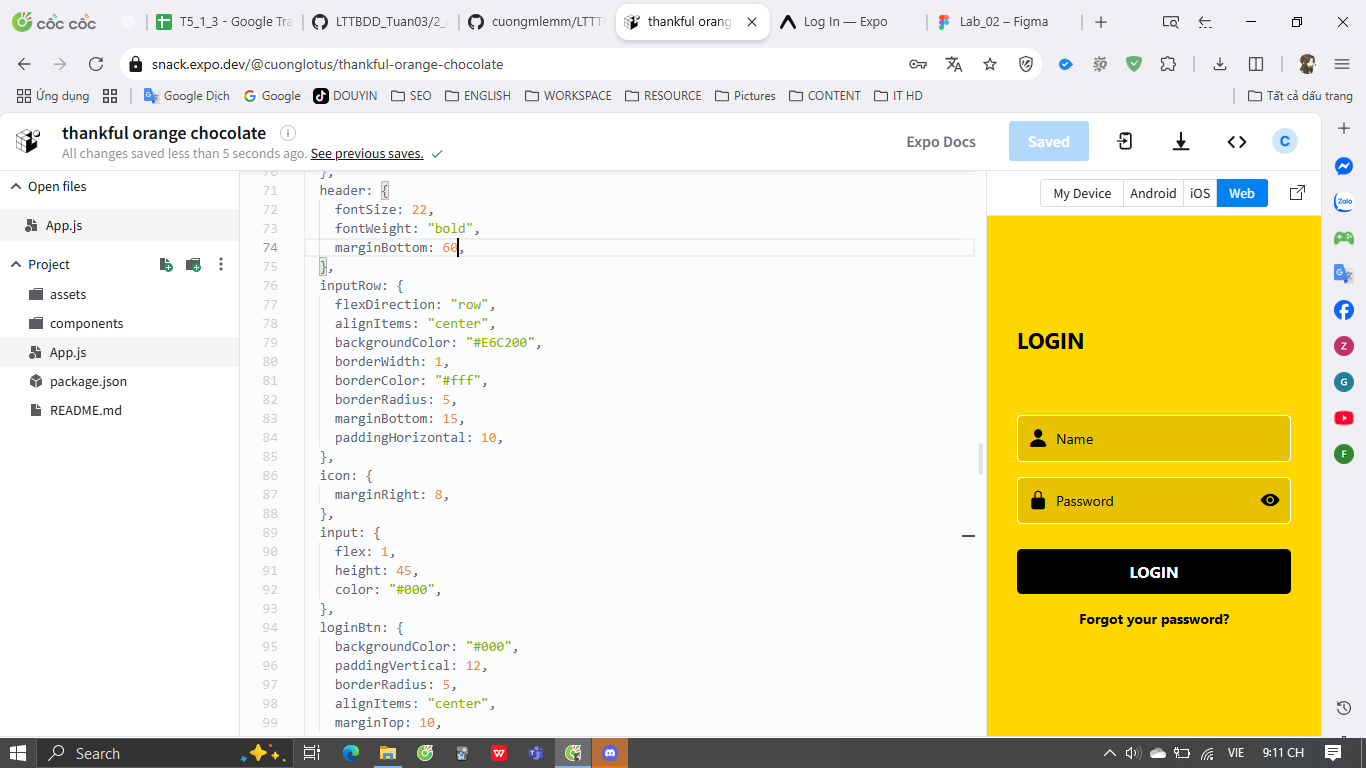 cốc cốc
T5_1_3 - Google Tra
LTTBDD_Tuan03/2_
cuongmlemm/LTTT
thankful orang
Log In — Expo
Lab_02 – Figma
snack.expo.dev/@cuonglotus/thankful-orange-chocolate
Ứng dụng
Google Dịch
Google
DOUYIN
SEO
ENGLISH
WORKSPACE
RESOURCE
Pictures
CONTENT
IT HD
Tất cả dấu trang
thankful orange chocolate
All changes saved less than 5 seconds ago. See previous saves.
Expo Docs
Saved
C
Open files
App.js
Project
assets
components
App.js
package.json
README.md
70 },
71 header: {
72 fontSize: 22,
73 fontWeight: "bold",
74 marginBottom: 60,
75 },
76 inputRow: {
77 flexDirection: "row",
78 alignItems: "center",
79 backgroundColor: "#E6C200",
80 borderWidth: 1,
81 borderColor: "#fff",
82 borderRadius: 5,
83 marginBottom: 15,
84 paddingHorizontal: 10,
85 },
86 icon: {
87 marginRight: 8,
88 },
89 input: {
90 flex: 1,
91 height: 45,
92 color: "#000",
93 },
94 loginBtn: {
95 backgroundColor: "#000",
96 paddingVertical: 12,
97 borderRadius: 5,
98 alignItems: "center",
99 marginTop: 10,
My Device
Android
iOS
Web
LOGIN
Name
Password
LOGIN
Forgot your password?
Zalo
Z
G
F
Search
VIE
9:11 CH